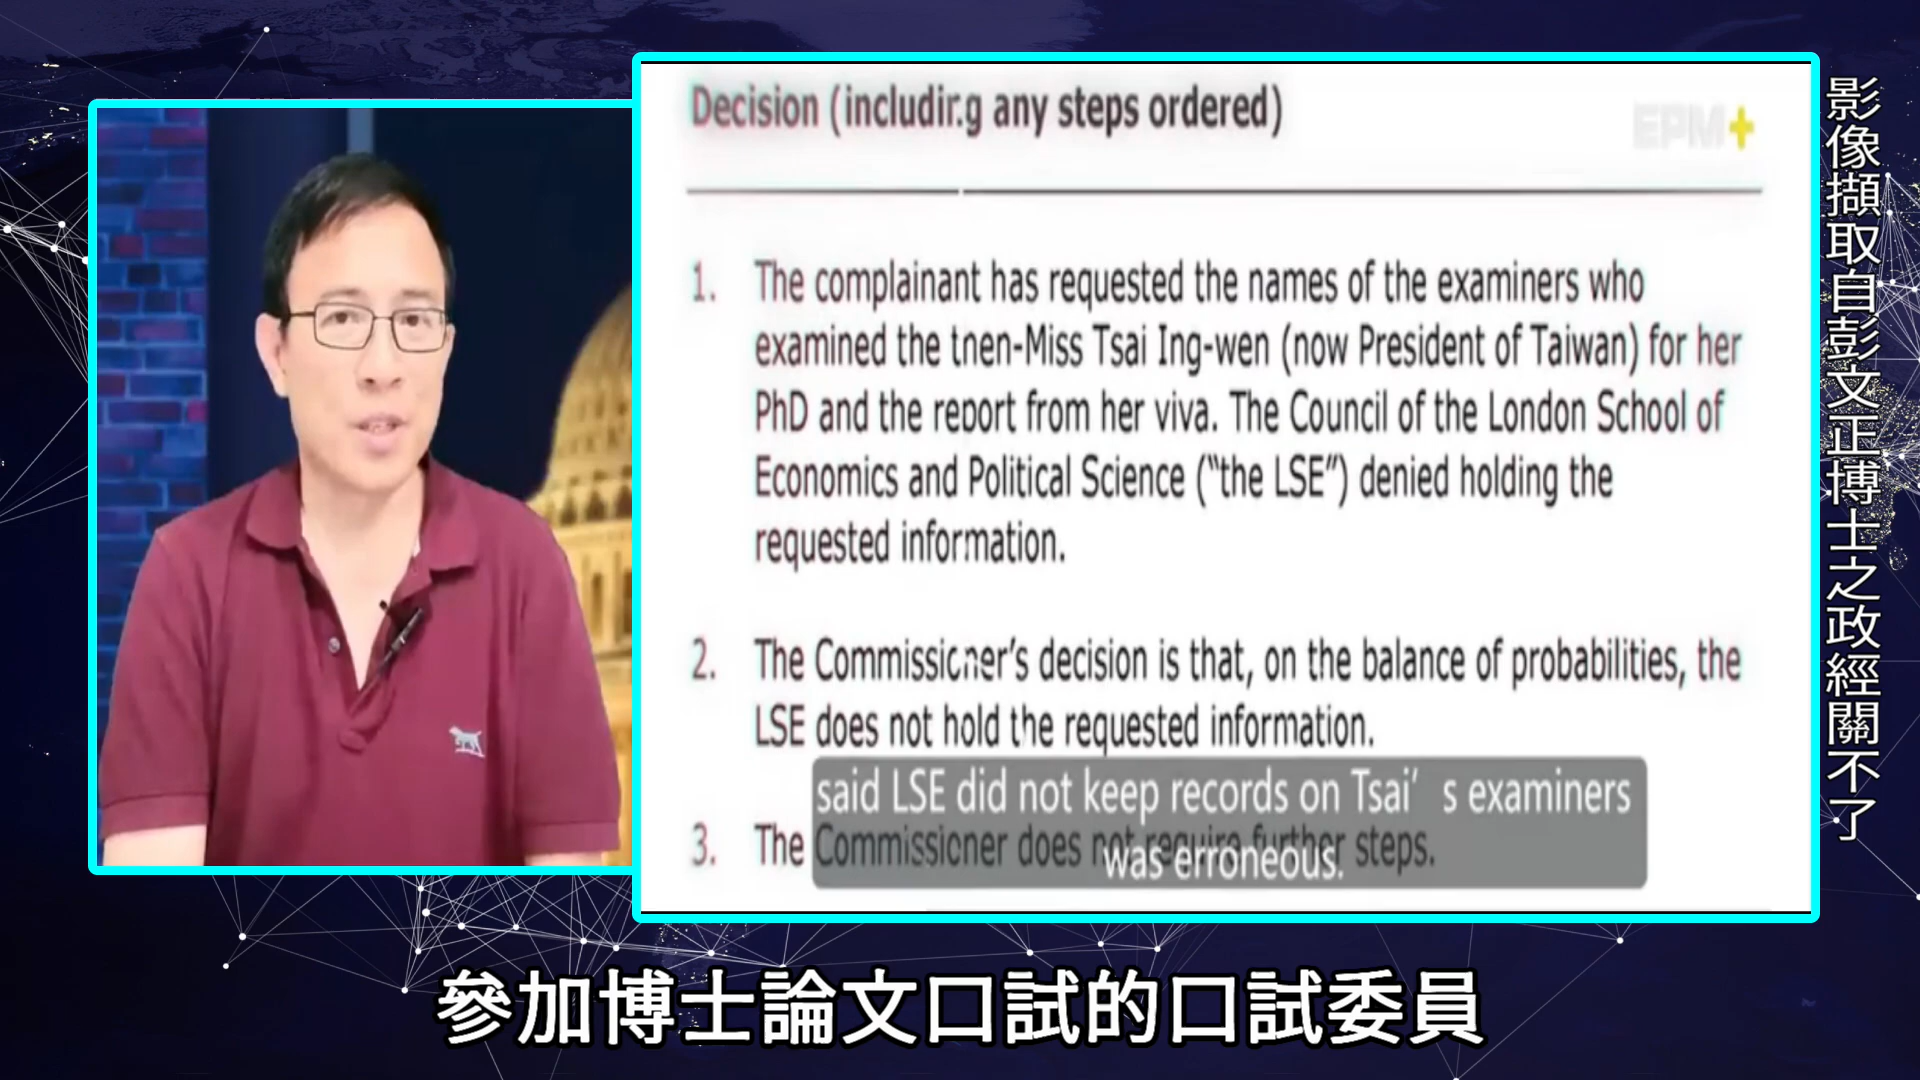 Decision (including any steps ordered)
EPM+
1. The complainant has requested the names of the examiners who
examined the tnen-Miss Tsai Ing-wen (now President of Taiwan) for her
PhD and the report from her viva. The Council of the London School of
Economics and Political Science (“the LSE”) denied holding the
requested information.
2. The Commissioner’s decision is that, on the balance of probabilities, the
LSE does not hold the requested information.
3. The Commissioner does not require further steps.
said LSE did not keep records on Tsai’s examiners
was erroneous.
影像擷取自彭文正博士之政經關不了
參加博士論文口試的口試委員